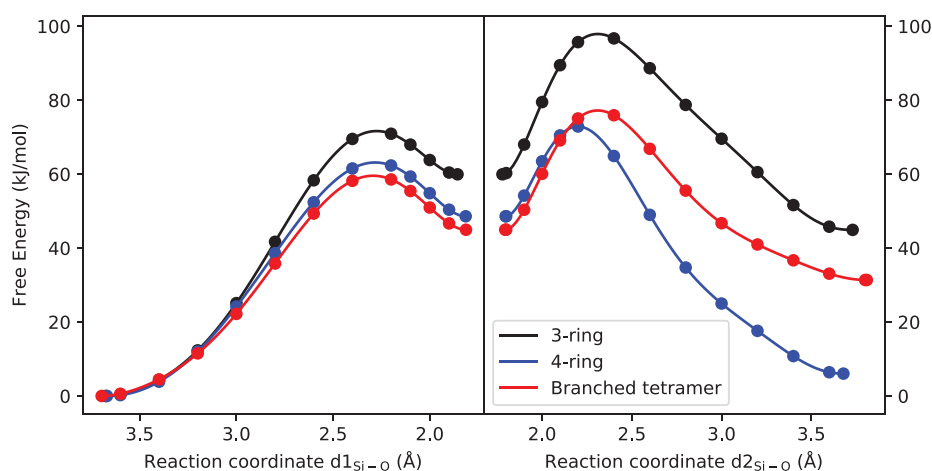 Free Energy (kJ/mol)
100
80
60
40
20
0
3.5 3.0 2.5 2.0
Reaction coordinate d1Si−O (Å)
3-ring
4-ring
Branched tetramer
100
80
60
40
20
0
2.0 2.5 3.0 3.5
Reaction coordinate d2Si−O (Å)